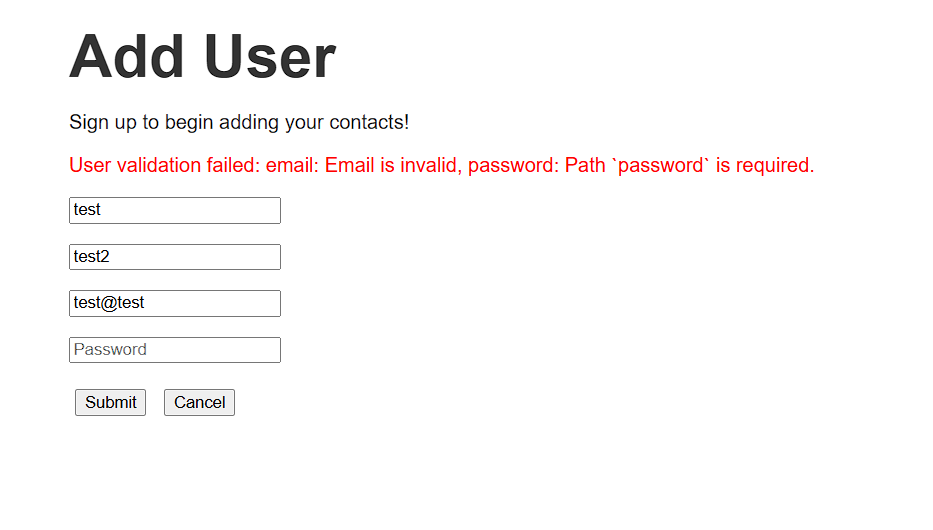 Add User
Sign up to begin adding your contacts!
User validation failed: email: Email is invalid, password: Path `password` is required.
test
test2
test@test
Password
Submit Cancel